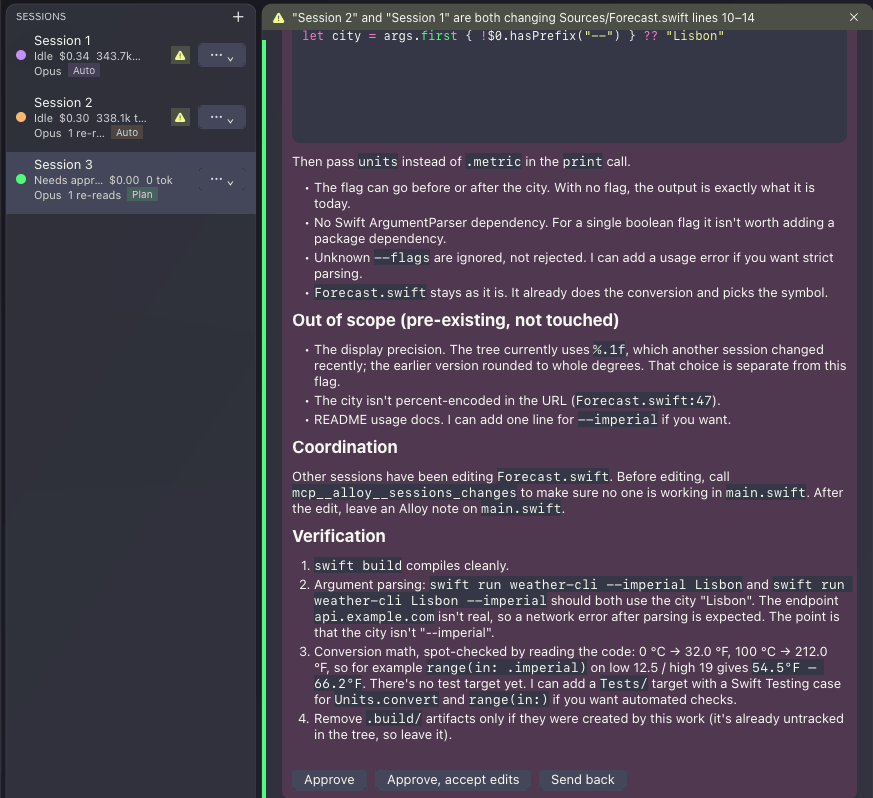 SESSIONS +
Session 1
Idle $0.34 343.7k...
Opus Auto
Session 2
Idle $0.30 338.1k t...
Opus 1 re-r... Auto
Session 3
Needs appr... $0.00 0 tok
Opus 1 re-reads Plan
"Session 2" and "Session 1" are both changing Sources/Forecast.swift lines 10–14
let city = args.first { !$0.hasPrefix("--") } ?? "Lisbon"
Then pass units instead of .metric in the print call.
• The flag can go before or after the city. With no flag, the output is exactly what it is
today.
• No Swift ArgumentParser dependency. For a single boolean flag it isn't worth adding a
package dependency.
• Unknown --flags are ignored, not rejected. I can add a usage error if you want strict
parsing.
• Forecast.swift stays as it is. It already does the conversion and picks the symbol.
Out of scope (pre-existing, not touched)
• The display precision. The tree currently uses %.1f, which another session changed
recently; the earlier version rounded to whole degrees. That choice is separate from this
flag.
• The city isn't percent-encoded in the URL (Forecast.swift:47).
• README usage docs. I can add one line for --imperial if you want.
Coordination
Other sessions have been editing Forecast.swift. Before editing, call
mcp__alloy__sessions_changes to make sure no one is working in main.swift. After
the edit, leave an Alloy note on main.swift.
Verification
1. swift build compiles cleanly.
2. Argument parsing: swift run weather-cli --imperial Lisbon and swift run
weather-cli Lisbon --imperial should both use the city "Lisbon". The endpoint
api.example.com isn't real, so a network error after parsing is expected. The point is
that the city isn't "--imperial".
3. Conversion math, spot-checked by reading the code: 0 °C → 32.0 °F, 100 °C → 212.0
°F, so for example range(in: .imperial) on low 12.5 / high 19 gives 54.5°F –
66.2°F. There's no test target yet. I can add a Tests/ target with a Swift Testing case
for Units.convert and range(in:) if you want automated checks.
4. Remove .build/ artifacts only if they were created by this work (it's already untracked
in the tree, so leave it).
Approve Approve, accept edits Send back